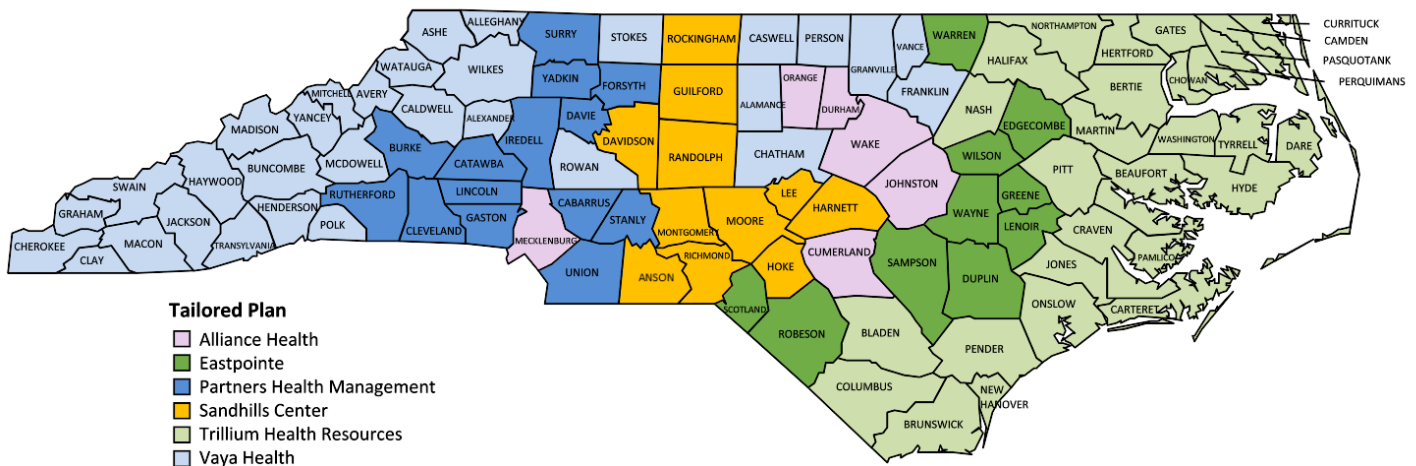 ASHE
ALLEGHANY
SURRY
STOKES
ROCKINGHAM
CASWELL
PERSON
VANCE
WARREN
NORTHAMPTON
GATES
CURRITUCK
CAMDEN
PASQUOTANK
PERQUIMANS
WATAUGA
WILKES
YADKIN
FORSYTH
GUILFORD
ORANGE
DURHAM
GRANVILLE
FRANKLIN
HALIFAX
HERTFORD
BERTIE
CHOWAN
MITCHELL
AVERY
YANCEY
CALDWELL
ALEXANDER
IREDELL
DAVIE
DAVIDSON
ALAMANCE
NASH
EDGECOMBE
MARTIN
WASHINGTON
TYRRELL
DARE
MADISON
BURKE
RANDOLPH
WAKE
CHATHAM
WILSON
BUNCOMBE
MCDOWELL
CATAWBA
ROWAN
JOHNSTON
PITT
BEAUFORT
HYDE
SWAIN
HAYWOOD
RUTHERFORD
LINCOLN
CABARRUS
STANLY
MOORE
LEE
HARNETT
WAYNE
GREENE
GRAHAM
JACKSON
HENDERSON
POLK
CLEVELAND
GASTON
MECKLENBURG
MONTGOMERY
LENOIR
CRAVEN
CHEROKEE
CLAY
MACON
TRANSYLVANIA
UNION
ANSON
RICHMOND
HOKE
CUMERLAND
SAMPSON
DUPLIN
JONES
PAMLICO
SCOTLAND
ROBESON
BLADEN
ONSLOW
CARTERET
PENDER
COLUMBUS
NEW
HANOVER
BRUNSWICK
Tailored Plan
Alliance Health
Eastpointe
Partners Health Management
Sandhills Center
Trillium Health Resources
Vaya Health